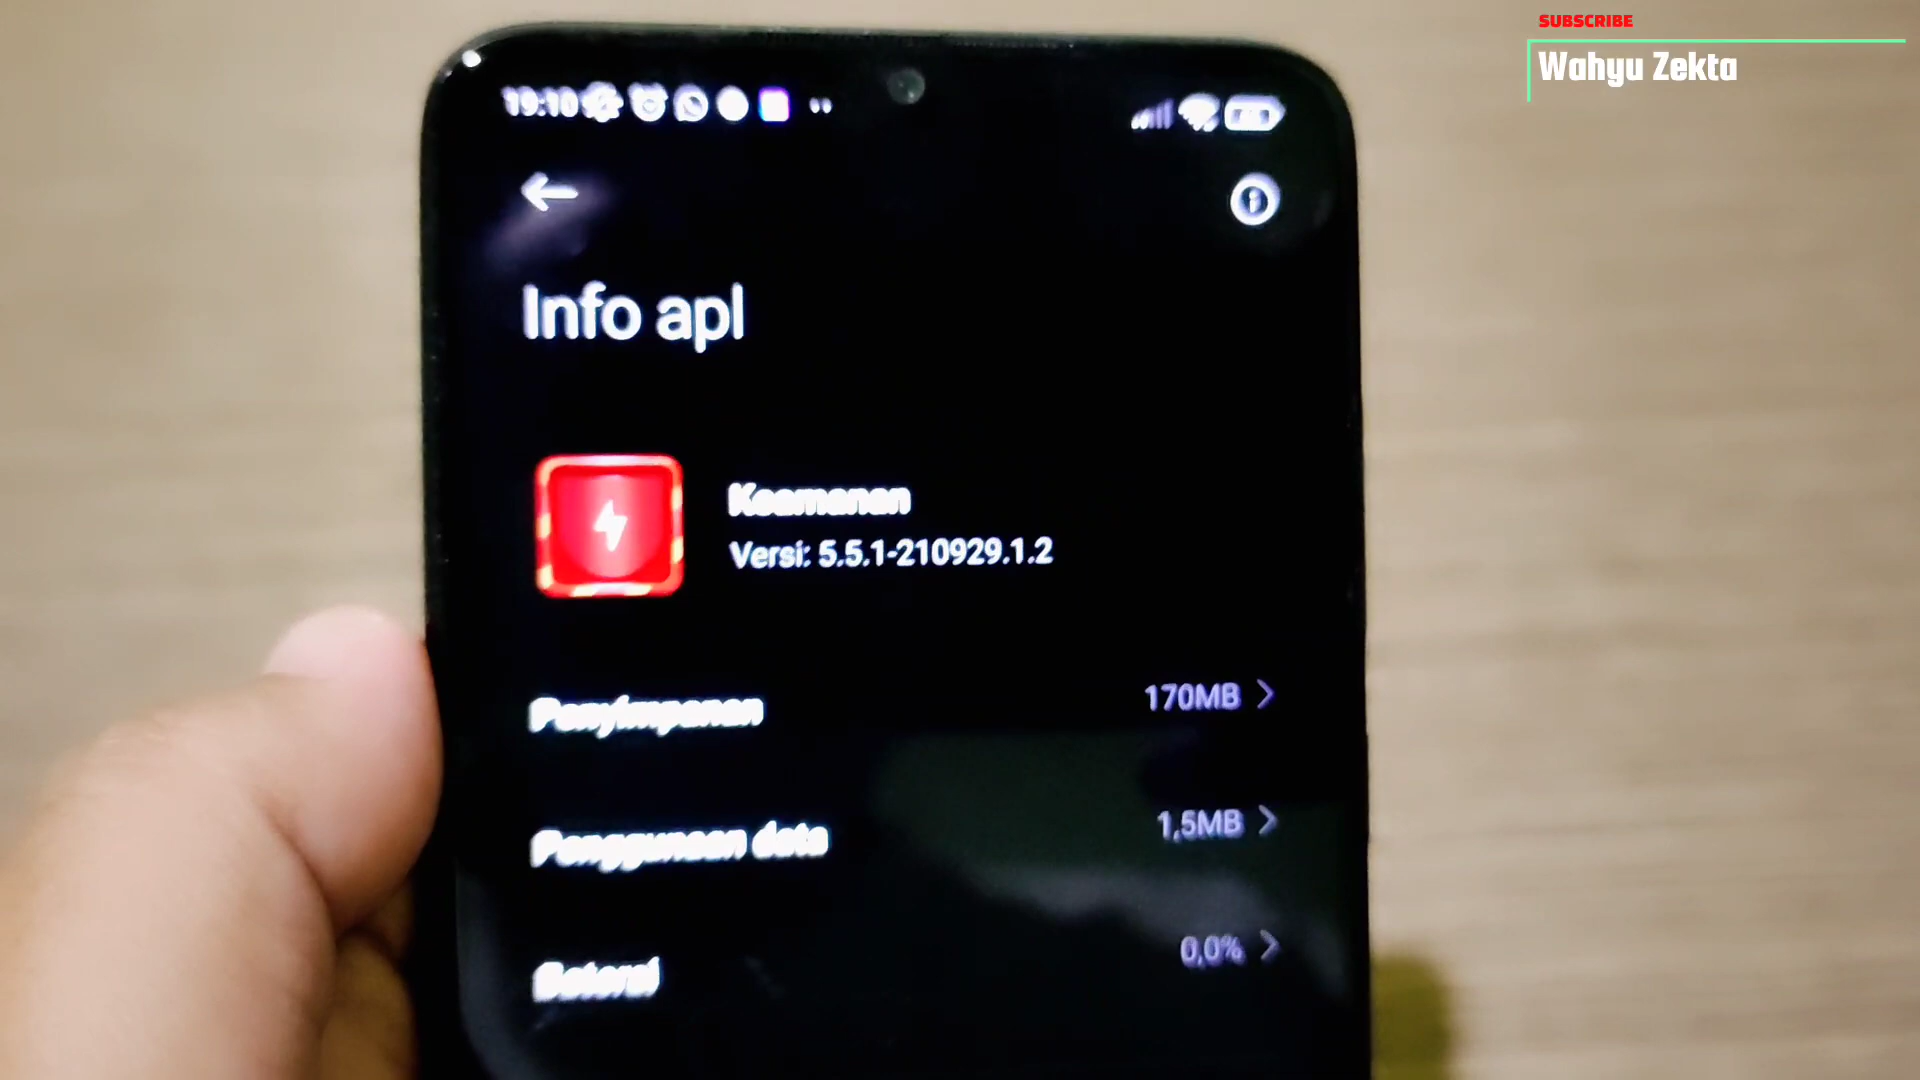 SUBSCRIBE
Wahyu Zekta
19:10
Info apl
Keamanan
Versi: 5.5.1-210929.1.2
Penyimpanan
170MB
Penggunaan data
1,5MB
Baterai
0,0%